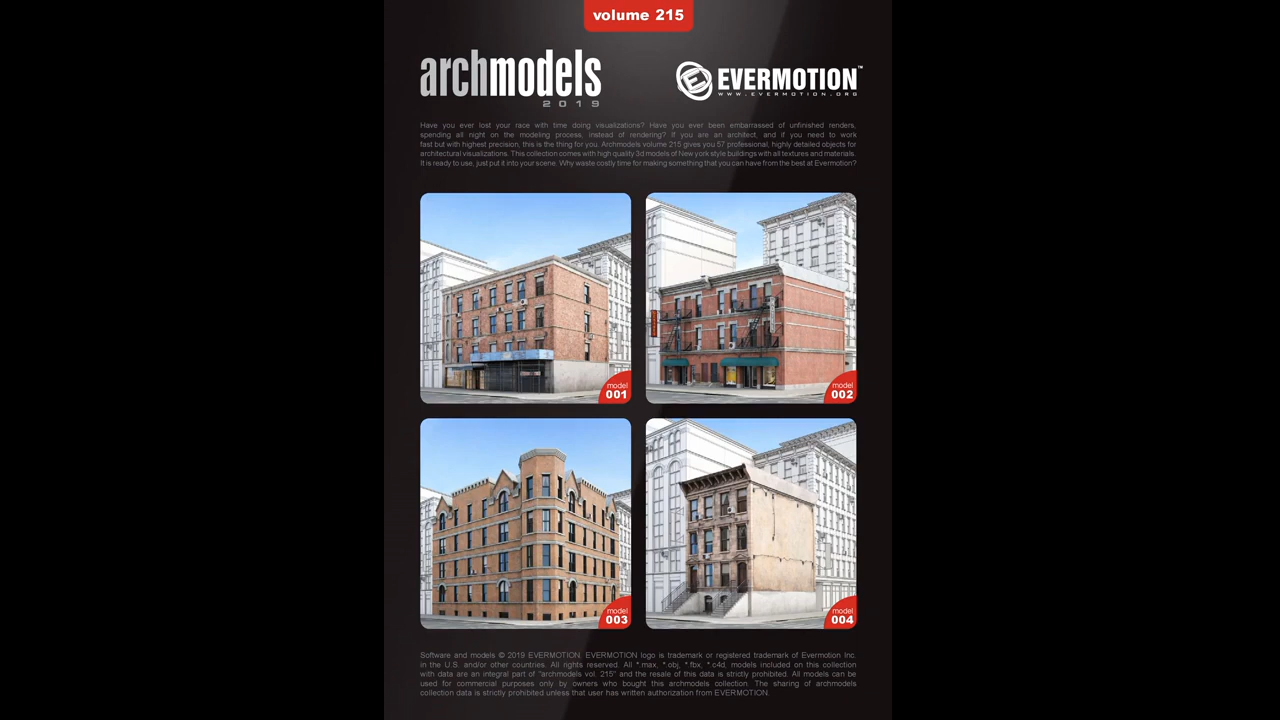 volume 215
archmodels
2019
EVERMOTION™
WWW.EVERMOTION.ORG
Have you ever lost your race with time doing visualizations? Have you ever been embarrassed of unfinished renders,
spending all night on the modeling process, instead of rendering? If you are an architect, and if you need to work
fast but with highest precision, this is the thing for you. Archmodels volume 215 gives you 57 professional, highly detailed objects for
architectural visualizations. This collection comes with high quality 3d models of New york style buildings with all textures and materials.
It is ready to use, just put it into your scene. Why waste costly time for making something that you can have from the best at Evermotion?
model
001
model
002
model
003
model
004
Software and models © 2019 EVERMOTION. EVERMOTION logo is trademark or registered trademark of Evermotion Inc.
in the U.S. and/or other countries. All rights reserved. All *.max, *.obj, *.fbx, *.c4d, models included on this collection
with data are an integral part of "archmodels vol. 215" and the resale of this data is strictly prohibited. All models can be
used for commercial purposes only by owners who bought this archmodels collection. The sharing of archmodels
collection data is strictly prohibited unless that user has written authorization from EVERMOTION.